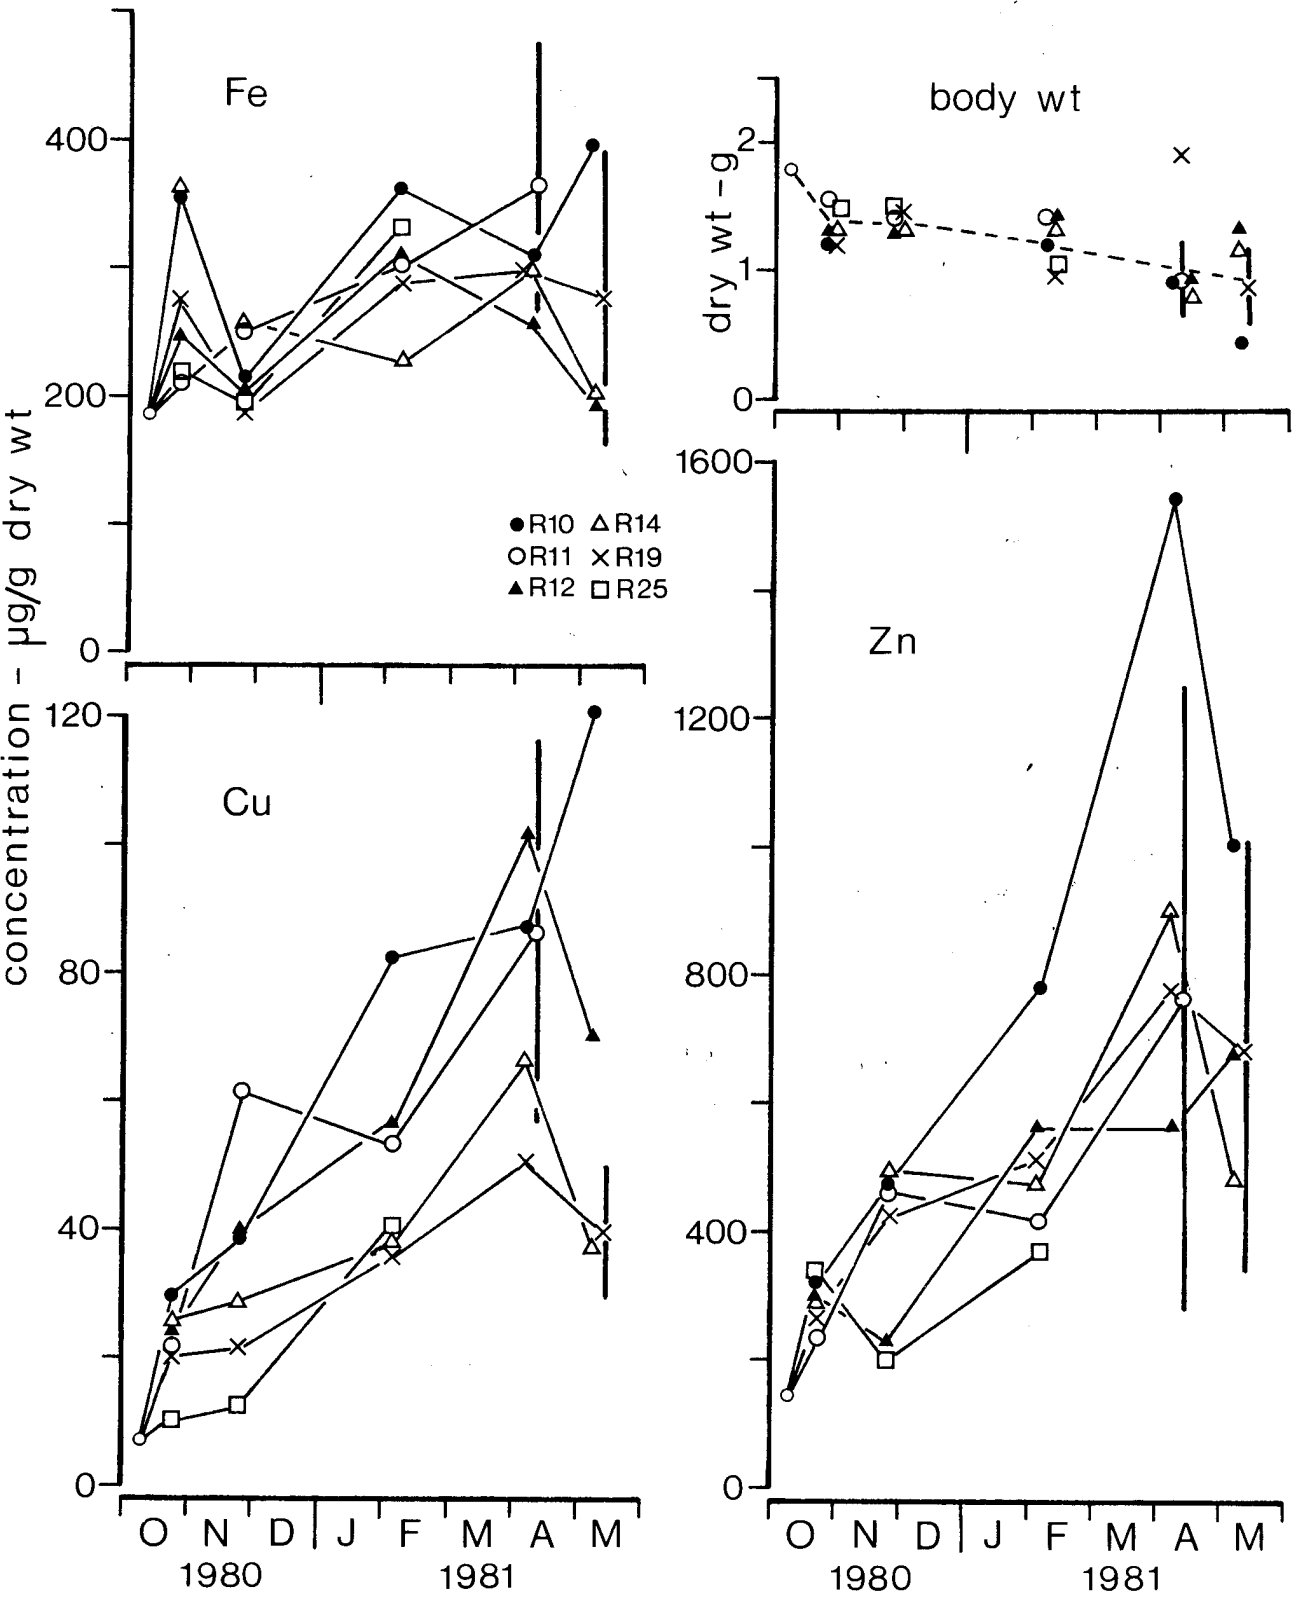 concentration – µg/g dry wt
Fe
400
200
0
R10 R14
R11 R19
R12 R25
body wt
dry wt – g
2
1
0
Cu
120
80
40
0
O N D J F M A M
1980 1981
Zn
1600
1200
800
400
0
O N D J F M A M
1980 1981